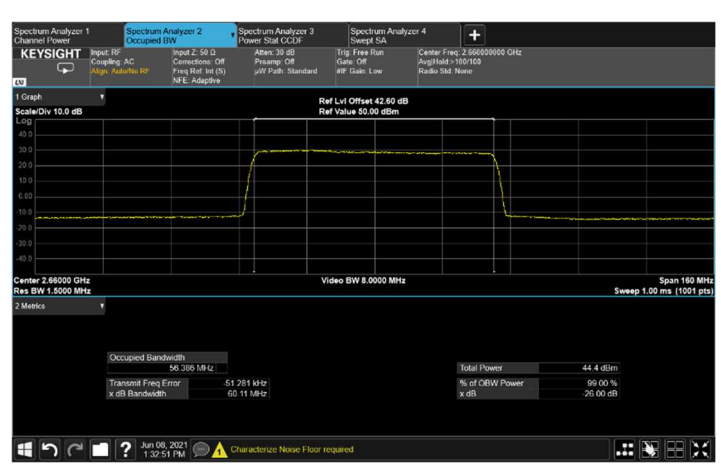 Spectrum Analyzer 1
Channel Power
Spectrum Analyzer 2
Occupied BW
Spectrum Analyzer 3
Power Stat CCDF
Spectrum Analyzer 4
Swept SA
KEYSIGHT
Input: RF
Coupling: AC
Align: Auto/No RF
Input Z: 50 Ω
Corrections: Off
Freq Ref: Int (S)
NFE: Adaptive
Atten: 30 dB
Preamp: Off
µW Path: Standard
Trig: Free Run
Gate: Off
#IF Gain: Low
Center Freq: 2.660000000 GHz
Avg|Hold:>100/100
Radio Std: None
1 Graph
Scale/Div 10.0 dB
Ref Lvl Offset 42.60 dB
Ref Value 50.00 dBm
Log
40.0
30.0
20.0
10.0
0.00
-10.0
-20.0
-30.0
-40.0
Center 2.66000 GHz
Res BW 1.5000 MHz
Video BW 8.0000 MHz
Span 160 MHz
Sweep 1.00 ms (1001 pts)
2 Metrics
Occupied Bandwidth
56.386 MHz
Transmit Freq Error -51.281 kHz
x dB Bandwidth 60.11 MHz
Total Power 44.4 dBm
% of OBW Power 99.00 %
x dB -26.00 dB
Jun 08, 2021
1:32:51 PM
Characterize Noise Floor required